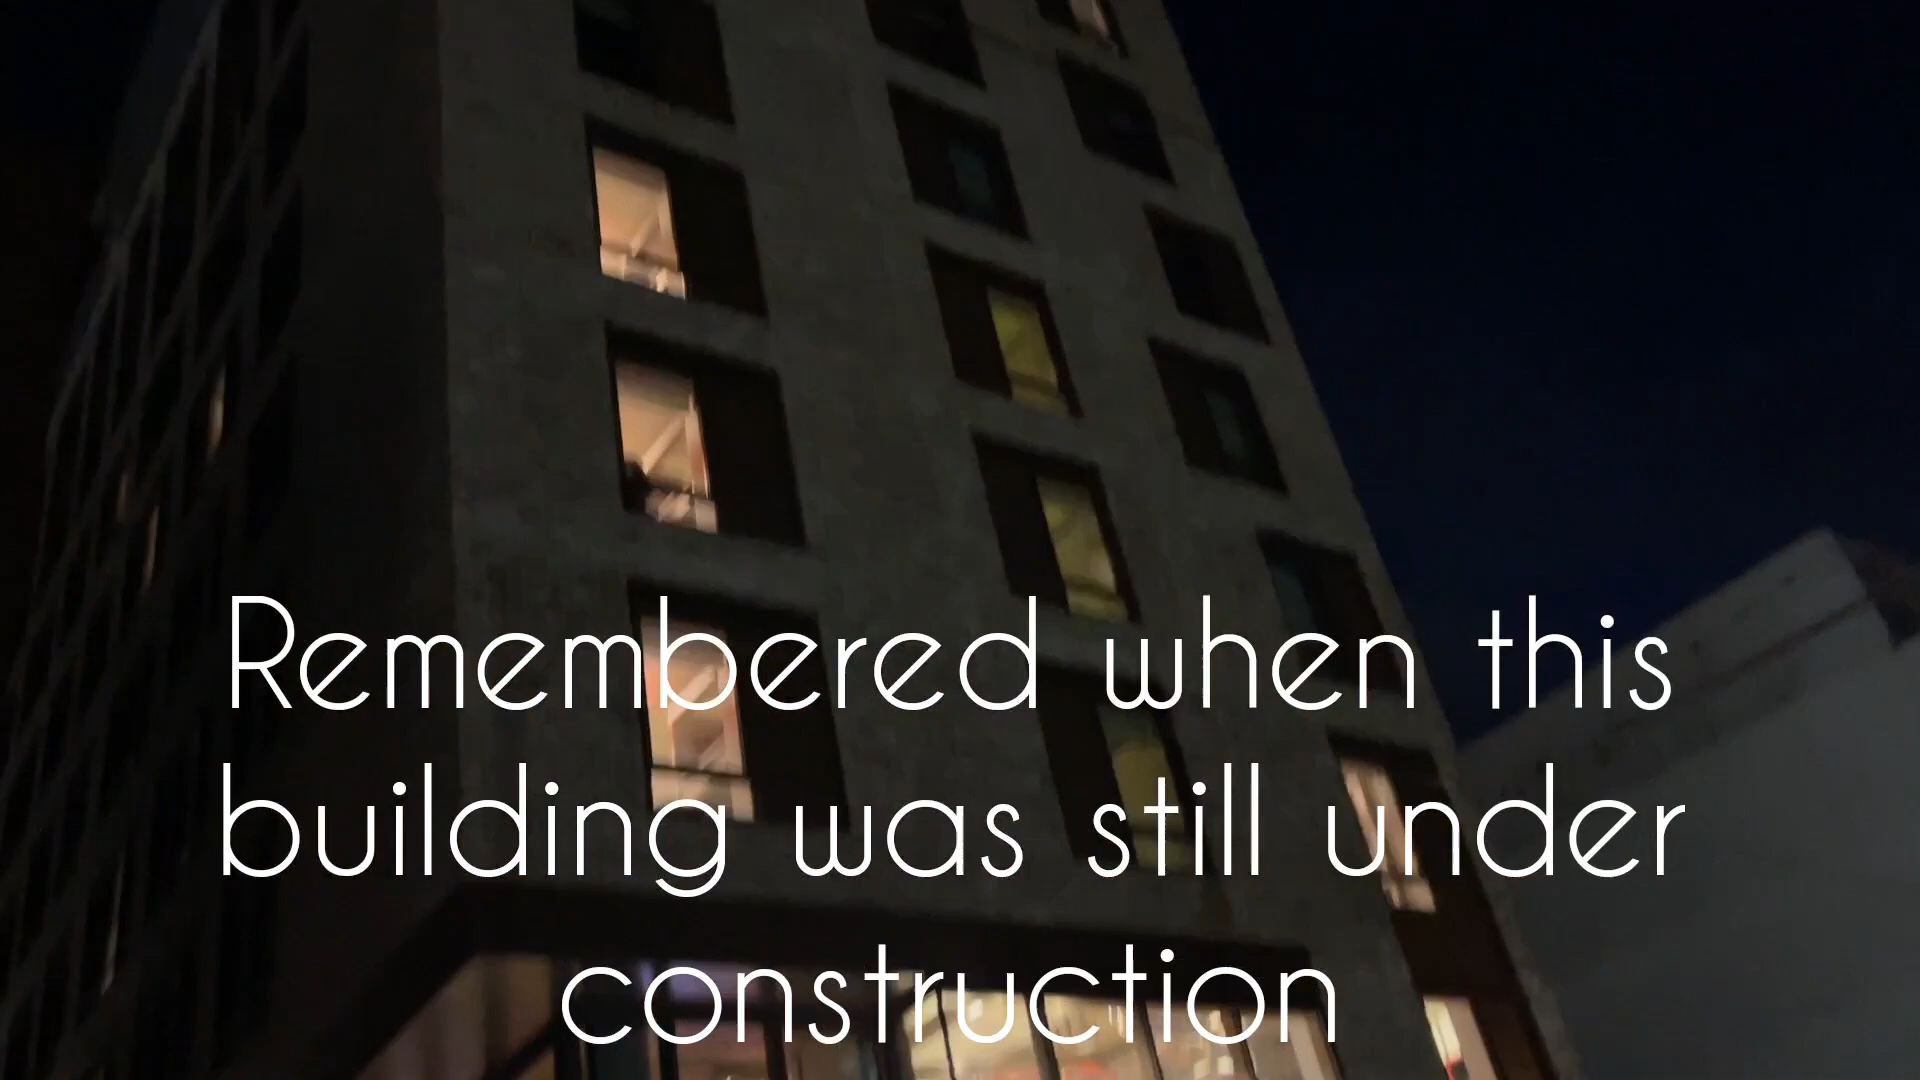 Remembered when this
building was still under
construction